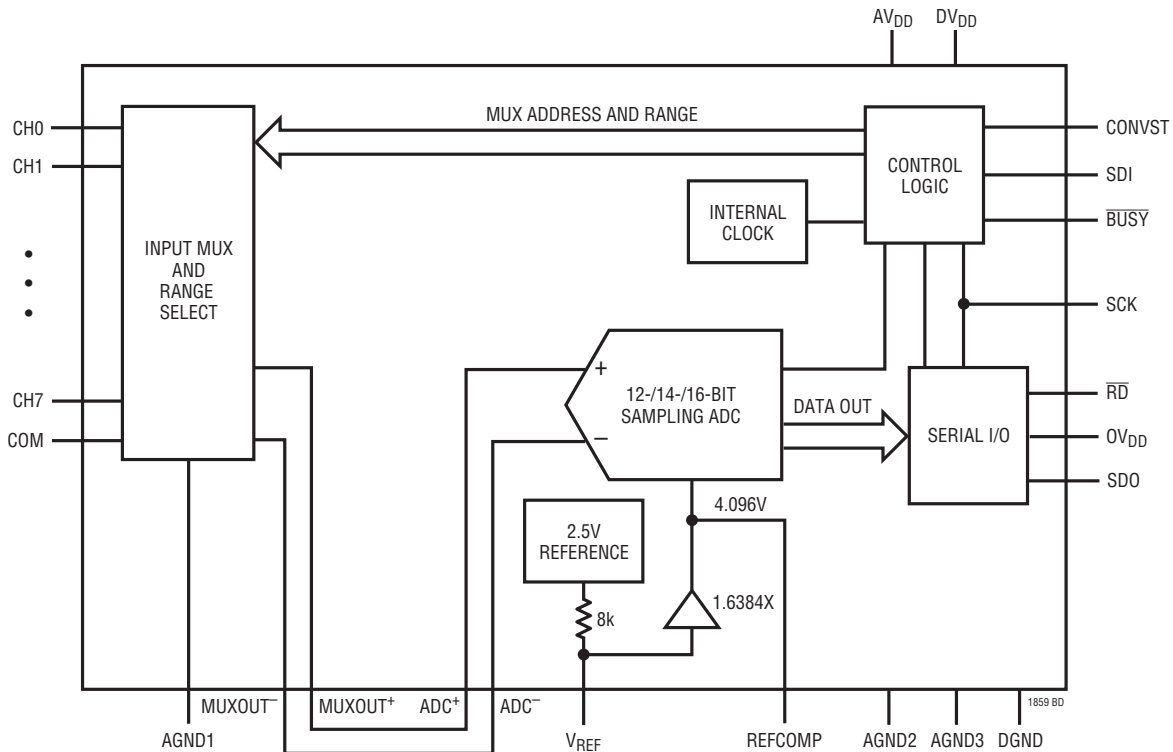 AVDD DVDD
CH0
CH1
CH7
COM
INPUT MUX
AND
RANGE
SELECT
MUX ADDRESS AND RANGE
CONTROL
LOGIC
INTERNAL
CLOCK
CONVST
SDI
BUSY
SCK
RD
OVDD
SDO
+
12-/14-/16-BIT
SAMPLING ADC
−
DATA OUT
SERIAL I/O
4.096V
2.5V
REFERENCE
8k
1.6384X
MUXOUT− MUXOUT+ ADC+ ADC−
1859 BD
AGND1 VREF REFCOMP AGND2 AGND3 DGND